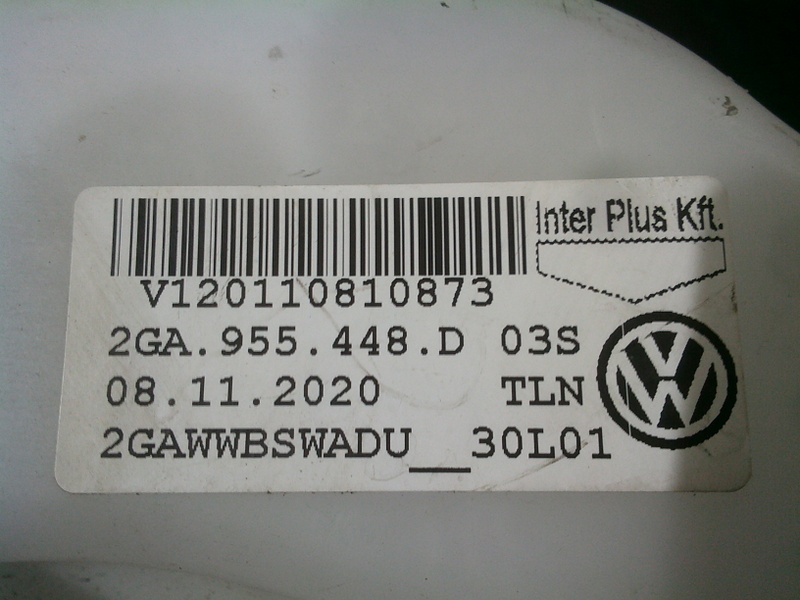 Inter Plus Kft.
V120110810873
2GA.955.448.D 03S
08.11.2020 TLN
2GAWWBSWADU__30L01
VW